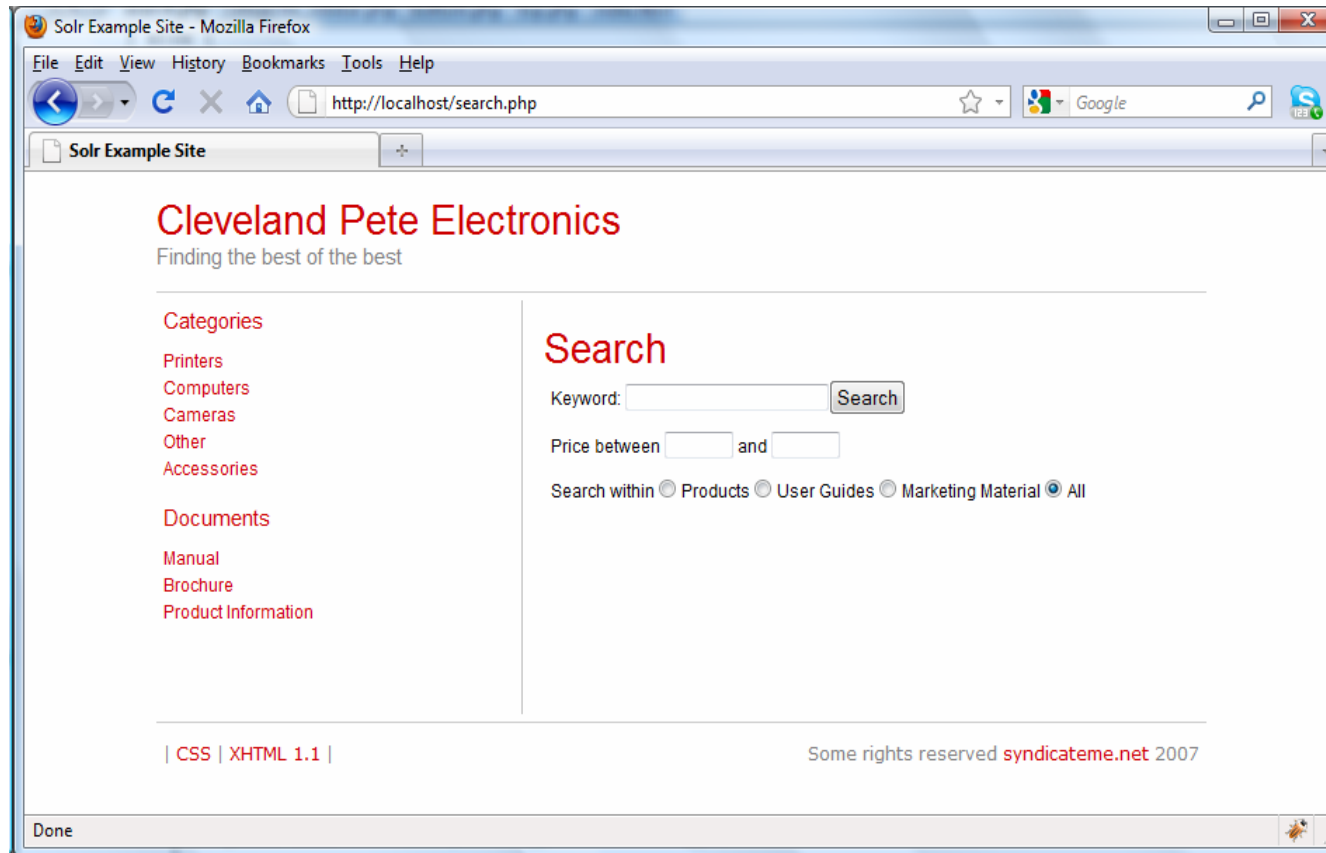 Solr Example Site - Mozilla Firefox
File Edit View History Bookmarks Tools Help
http://localhost/search.php
Google
Solr Example Site
Cleveland Pete Electronics
Finding the best of the best
Categories
Printers
Computers
Cameras
Other
Accessories
Documents
Manual
Brochure
Product Information
Search
Keyword: Search
Price between and
Search within Products User Guides Marketing Material All
| CSS | XHTML 1.1 |
Some rights reserved syndicateme.net 2007
Done